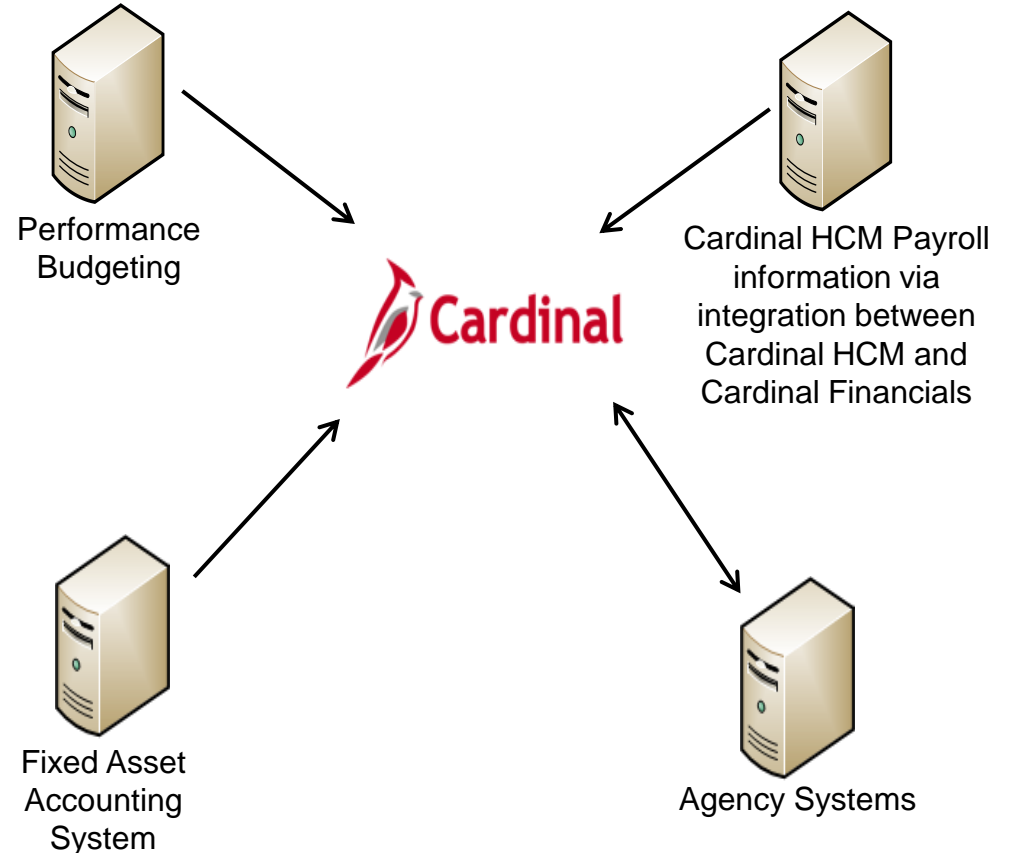 Performance
Budgeting
Cardinal HCM Payroll
information via
integration between
Cardinal HCM and
Cardinal Financials
Cardinal
Fixed Asset
Accounting
System
Agency Systems